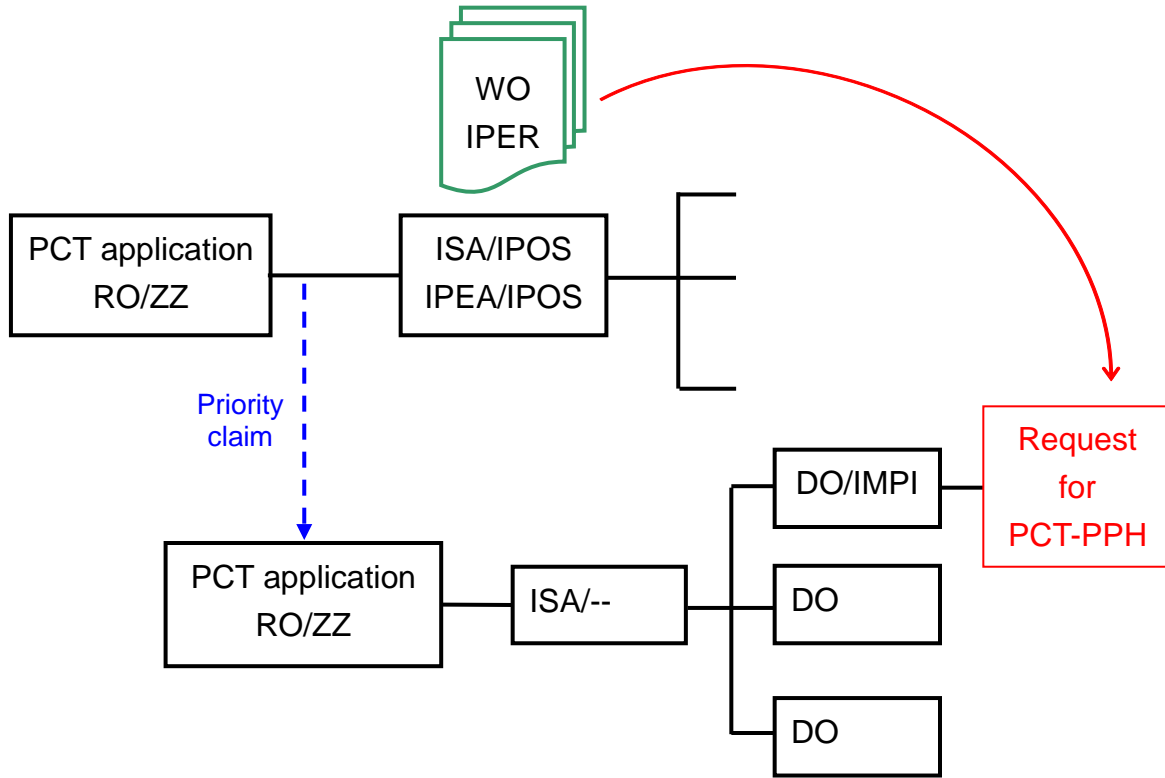 WO
IPER
PCT application
RO/ZZ
ISA/IPOS
IPEA/IPOS
Priority
claim
Request
for
PCT-PPH
DO/IMPI
PCT application
RO/ZZ
ISA/--
DO
DO